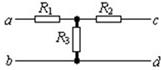 R₁ R₂
a c
R₃
b d